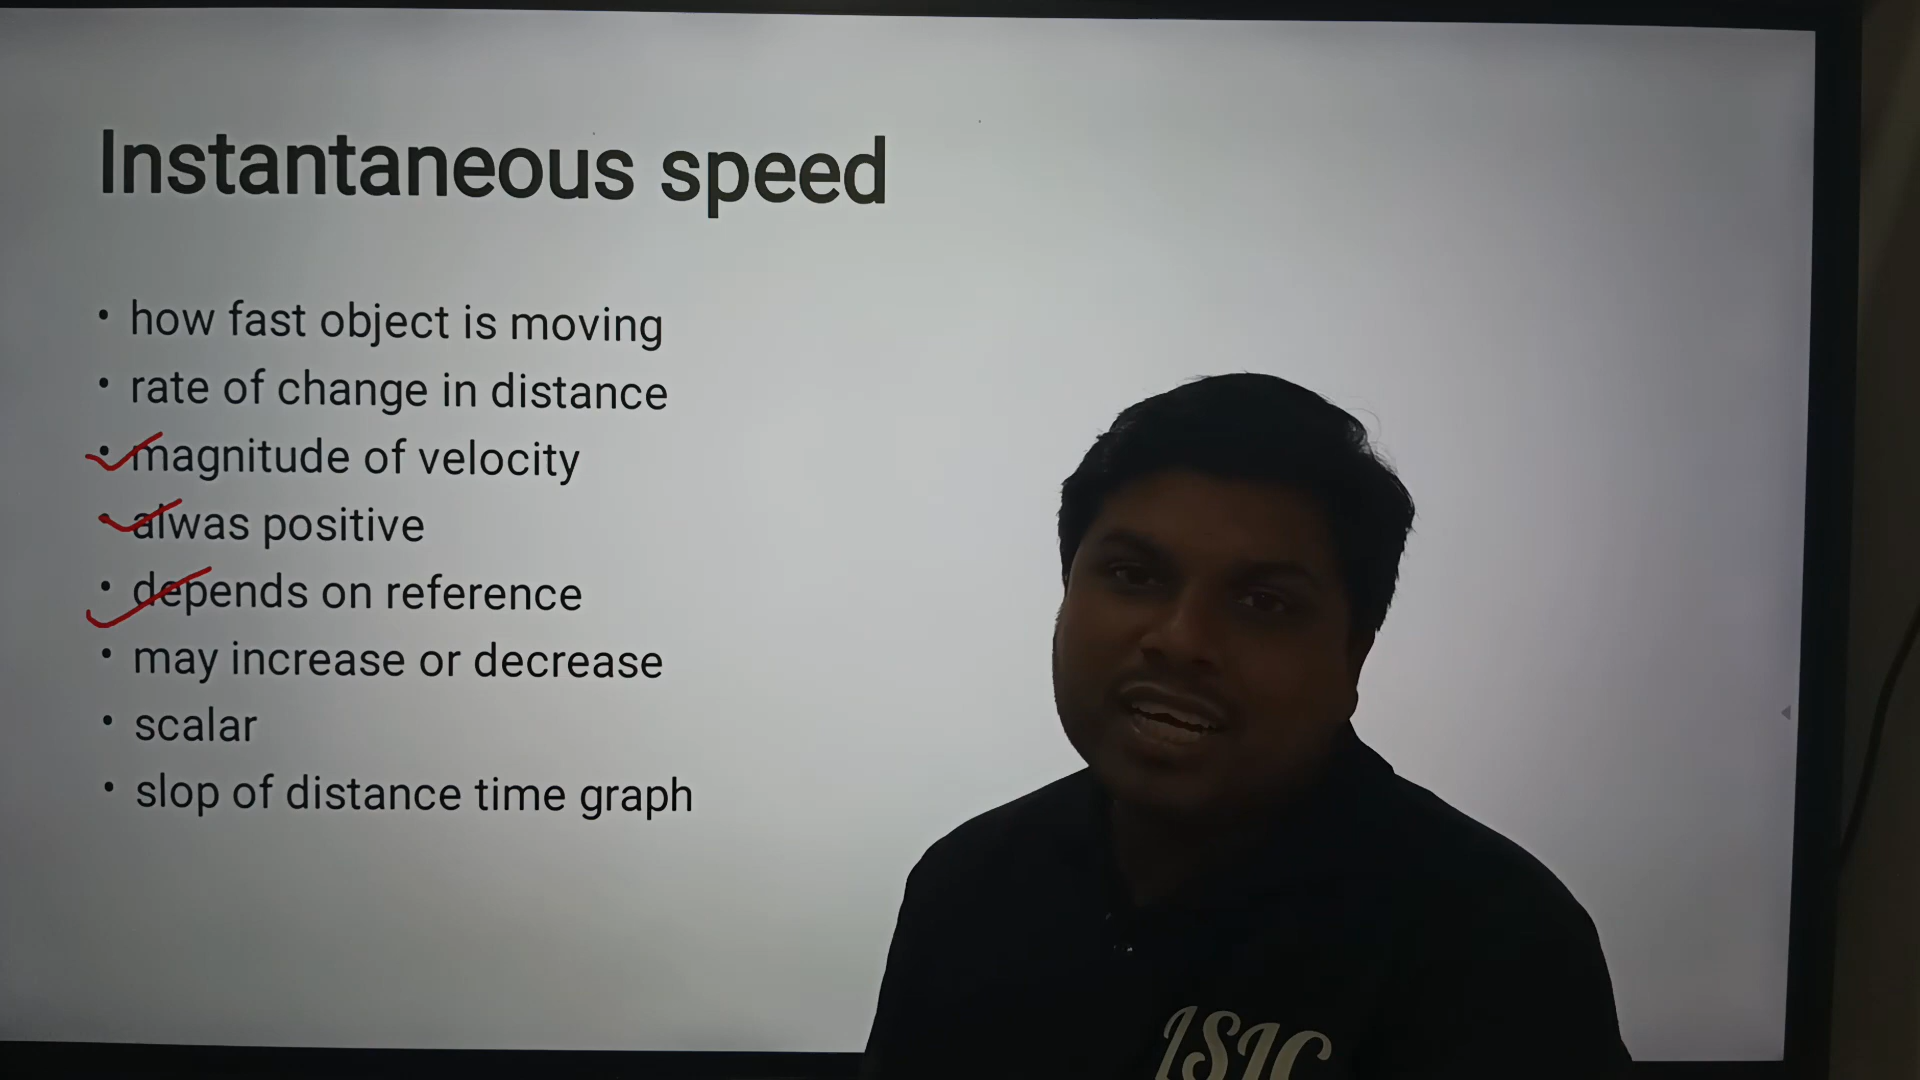 Instantaneous speed
• how fast object is moving
• rate of change in distance
• magnitude of velocity
• alwas positive
• depends on reference
• may increase or decrease
• scalar
• slop of distance time graph